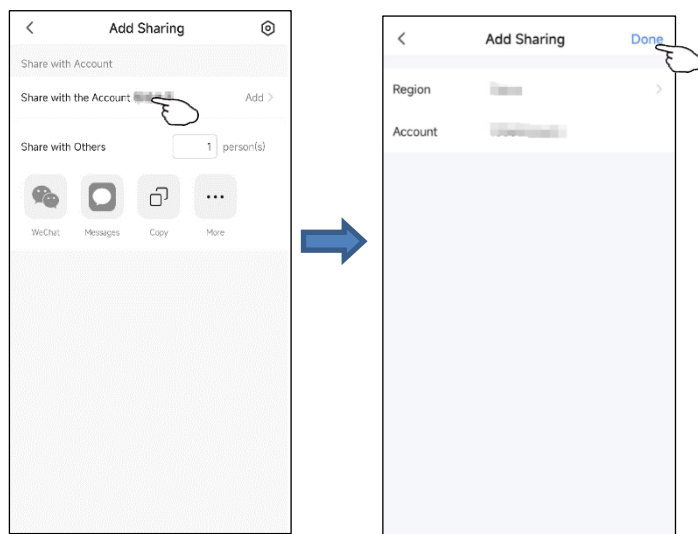 Add Sharing
Share with Account
Share with the Account
Add >
Share with Others
1 person(s)
WeChat Messages Copy More
Add Sharing Done
Region
>
Account